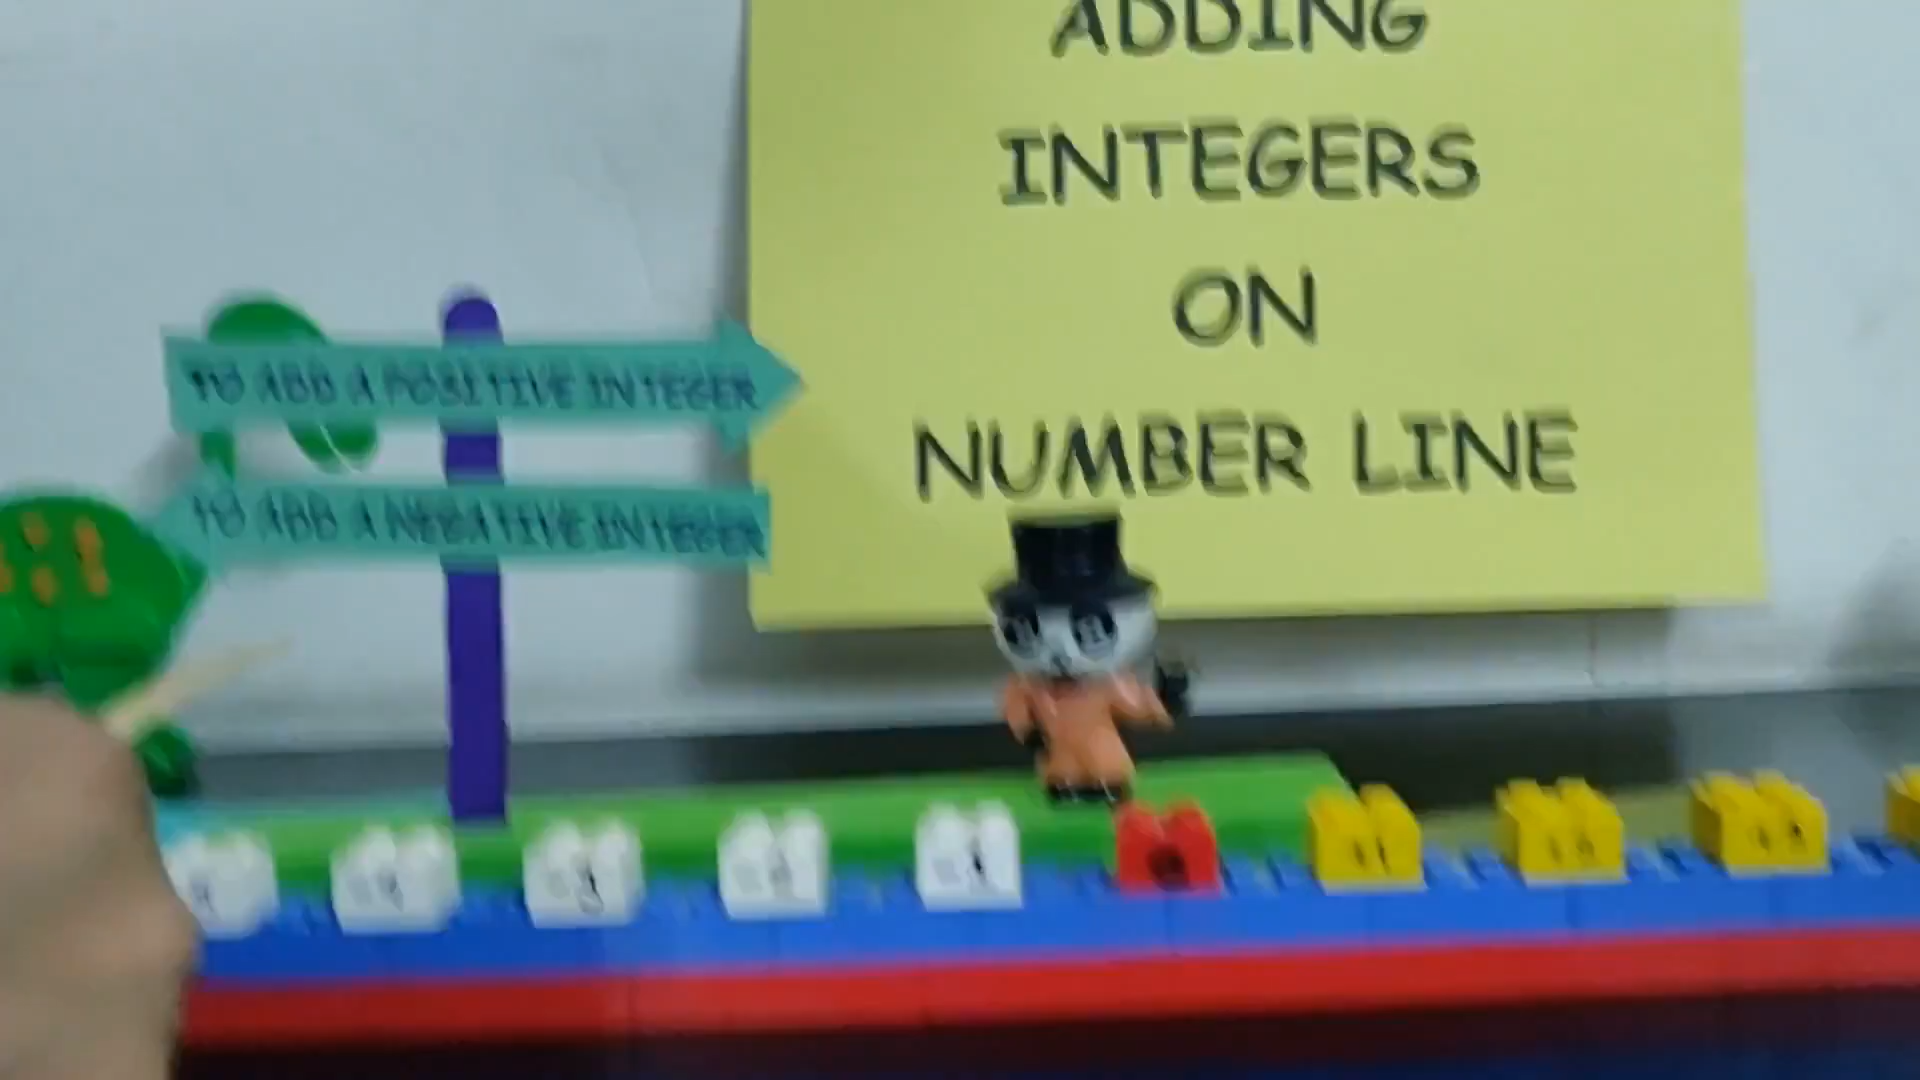 ADDING
INTEGERS
ON
NUMBER LINE
TO ADD A POSITIVE INTEGER
TO ADD A NEGATIVE INTEGER